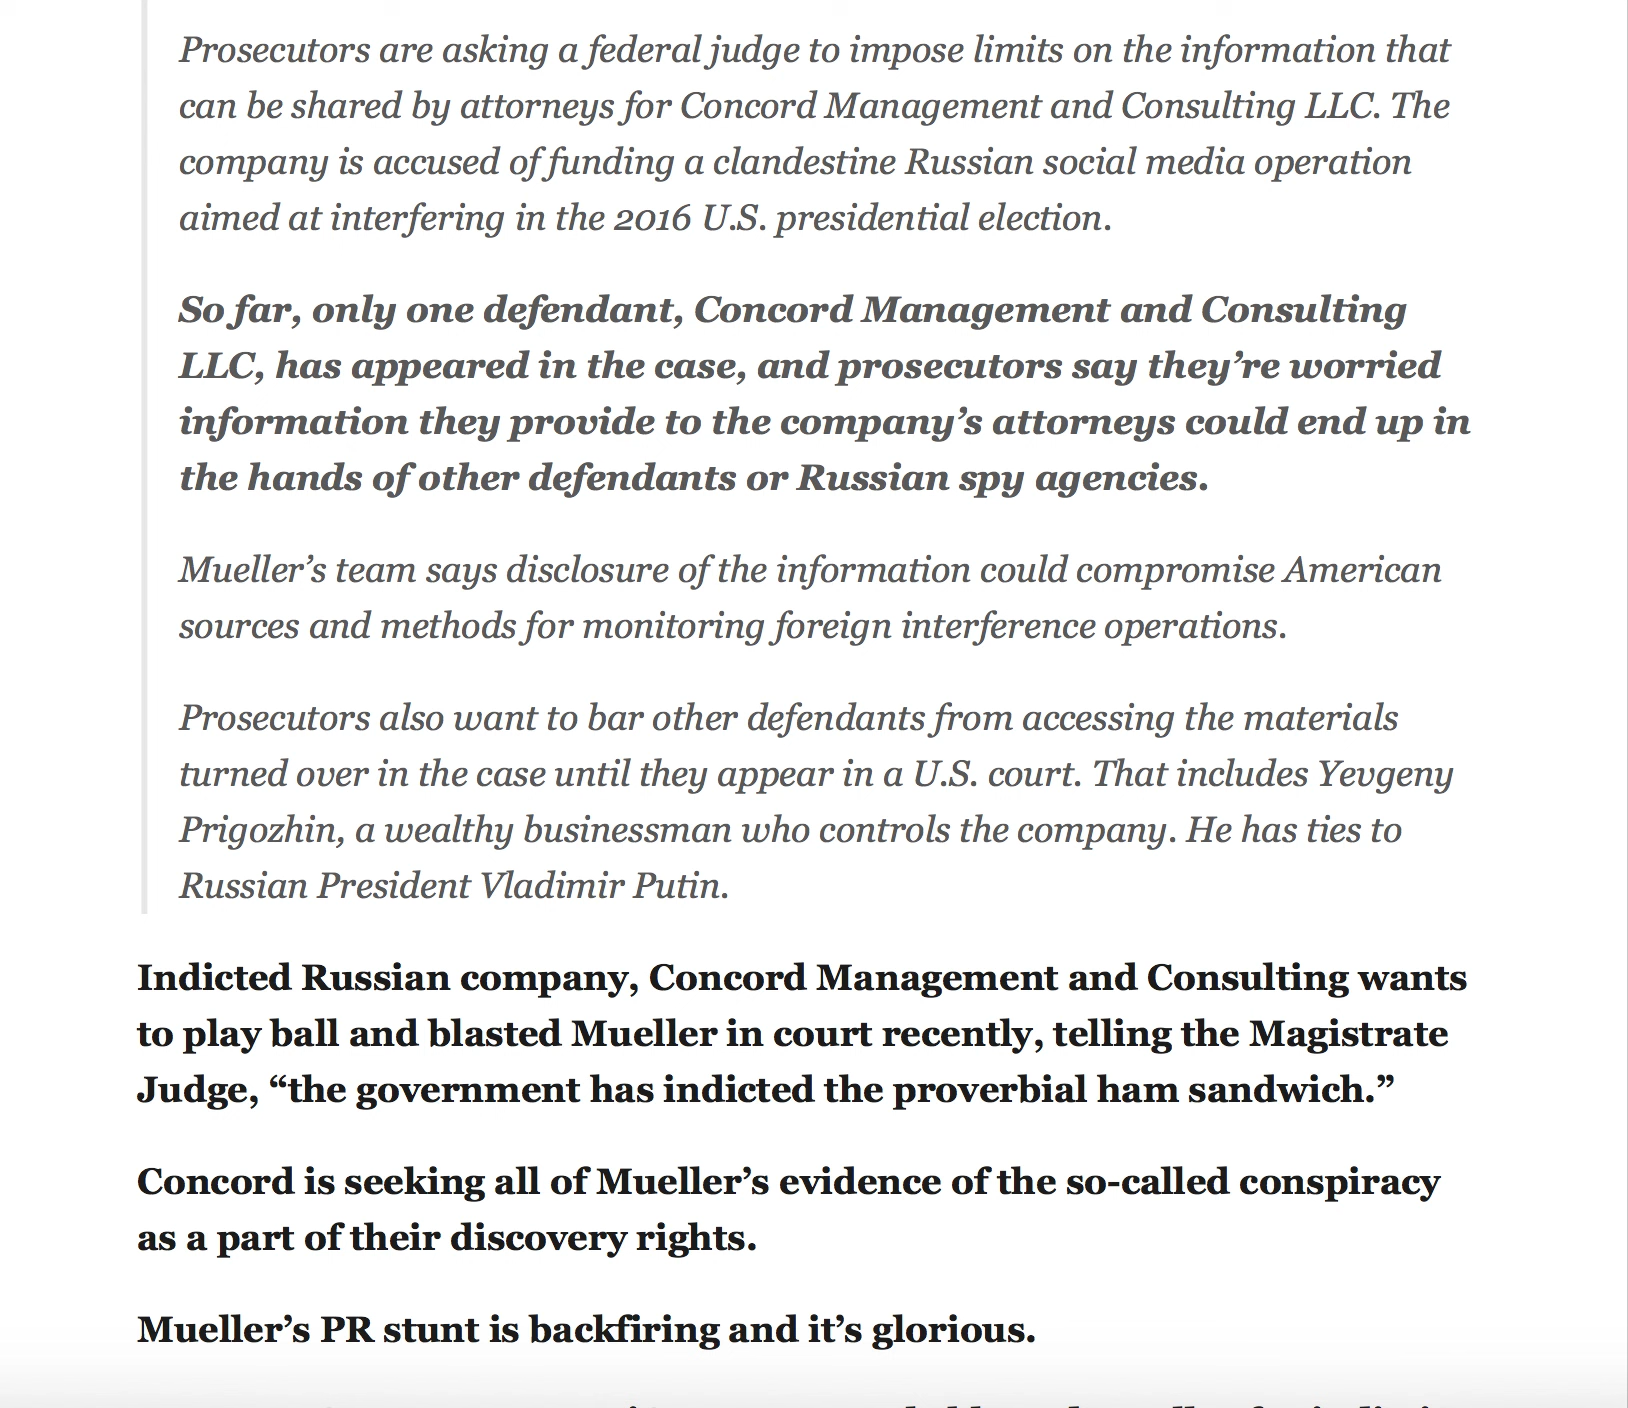 Prosecutors are asking a federal judge to impose limits on the information that
can be shared by attorneys for Concord Management and Consulting LLC. The
company is accused of funding a clandestine Russian social media operation
aimed at interfering in the 2016 U.S. presidential election.
So far, only one defendant, Concord Management and Consulting
LLC, has appeared in the case, and prosecutors say they’re worried
information they provide to the company’s attorneys could end up in
the hands of other defendants or Russian spy agencies.
Mueller’s team says disclosure of the information could compromise American
sources and methods for monitoring foreign interference operations.
Prosecutors also want to bar other defendants from accessing the materials
turned over in the case until they appear in a U.S. court. That includes Yevgeny
Prigozhin, a wealthy businessman who controls the company. He has ties to
Russian President Vladimir Putin.
Indicted Russian company, Concord Management and Consulting wants
to play ball and blasted Mueller in court recently, telling the Magistrate
Judge, “the government has indicted the proverbial ham sandwich.”
Concord is seeking all of Mueller’s evidence of the so-called conspiracy
as a part of their discovery rights.
Mueller’s PR stunt is backfiring and it’s glorious.